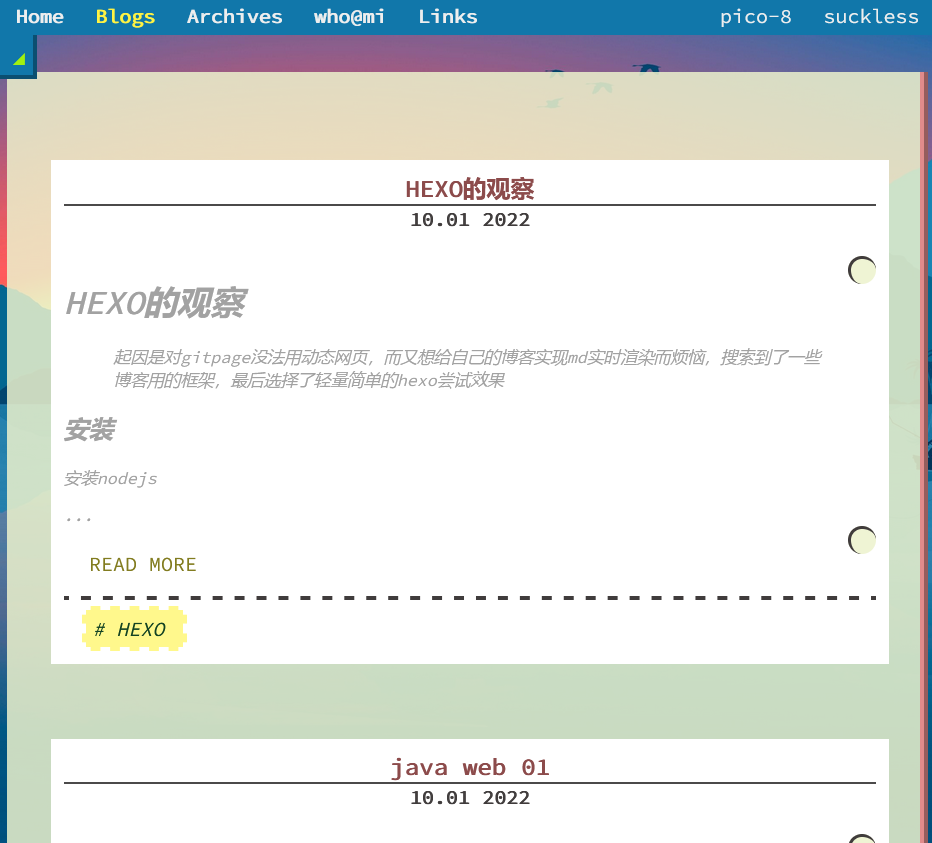 Home Blogs Archives who@mi Links pico-8 suckless
HEXO的观察
10.01 2022
HEXO的观察
起因是对gitpage没法用动态网页，而又想给自己的博客实现md实时渲染而烦恼，搜索到了一些
博客用的框架，最后选择了轻量简单的hexo尝试效果
安装
安装nodejs
...
READ MORE
# HEXO
java web 01
10.01 2022